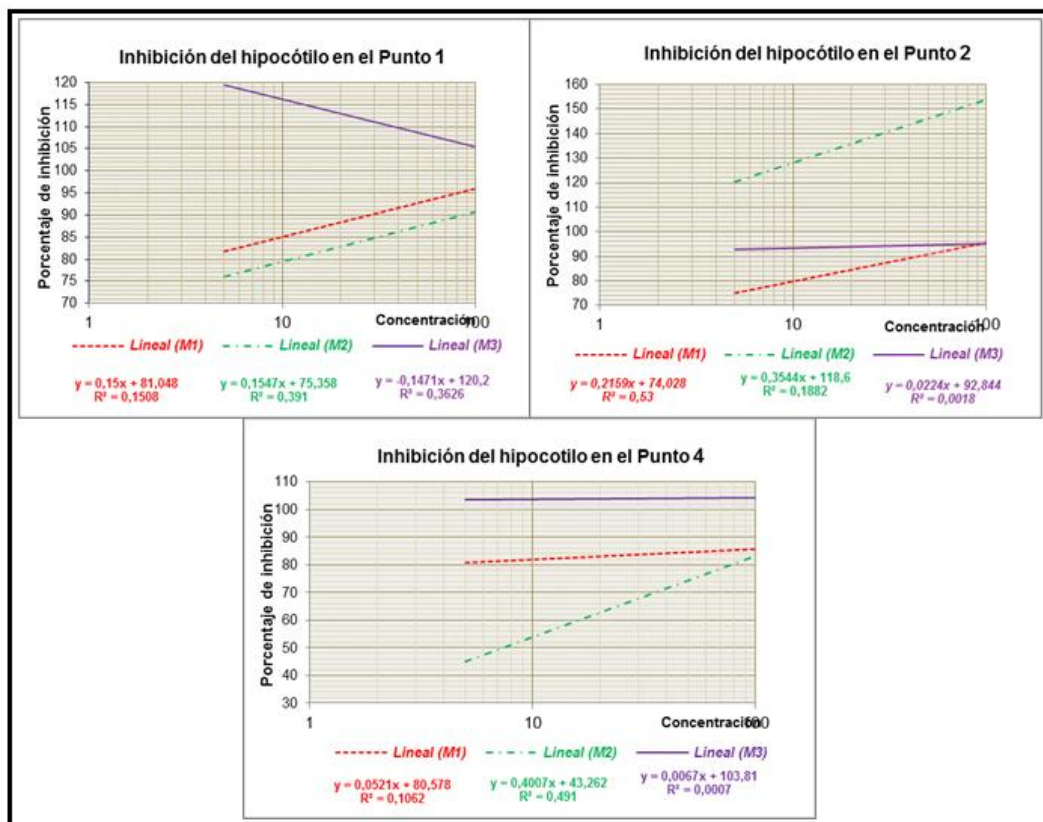 Inhibición del hipocótilo en el Punto 1
Porcentaje de inhibición
120
115
110
105
100
95
90
85
80
75
70
1 10 100
Concentración
Lineal (M1) Lineal (M2) Lineal (M3)
y = 0,15x + 81,048 y = 0,1547x + 75,358 y = -0,1471x + 120,2
R² = 0,1508 R² = 0,391 R² = 0,3626
Inhibición del hipocótilo en el Punto 2
Porcentaje de inhibición
160
150
140
130
120
110
100
90
80
70
1 10 100
Concentración
Lineal (M1) Lineal (M2) Lineal (M3)
y = 0,2159x + 74,028 y = 0,3544x + 118,6 y = 0,0224x + 92,844
R² = 0,53 R² = 0,1882 R² = 0,0018
Inhibición del hipocotilo en el Punto 4
Porcentaje de inhibición
110
100
90
80
70
60
50
40
30
1 10 100
Concentración
Lineal (M1) Lineal (M2) Lineal (M3)
y = 0,0521x + 80,578 y = 0,4007x + 43,262 y = 0,0067x + 103,81
R² = 0,1062 R² = 0,491 R² = 0,0007